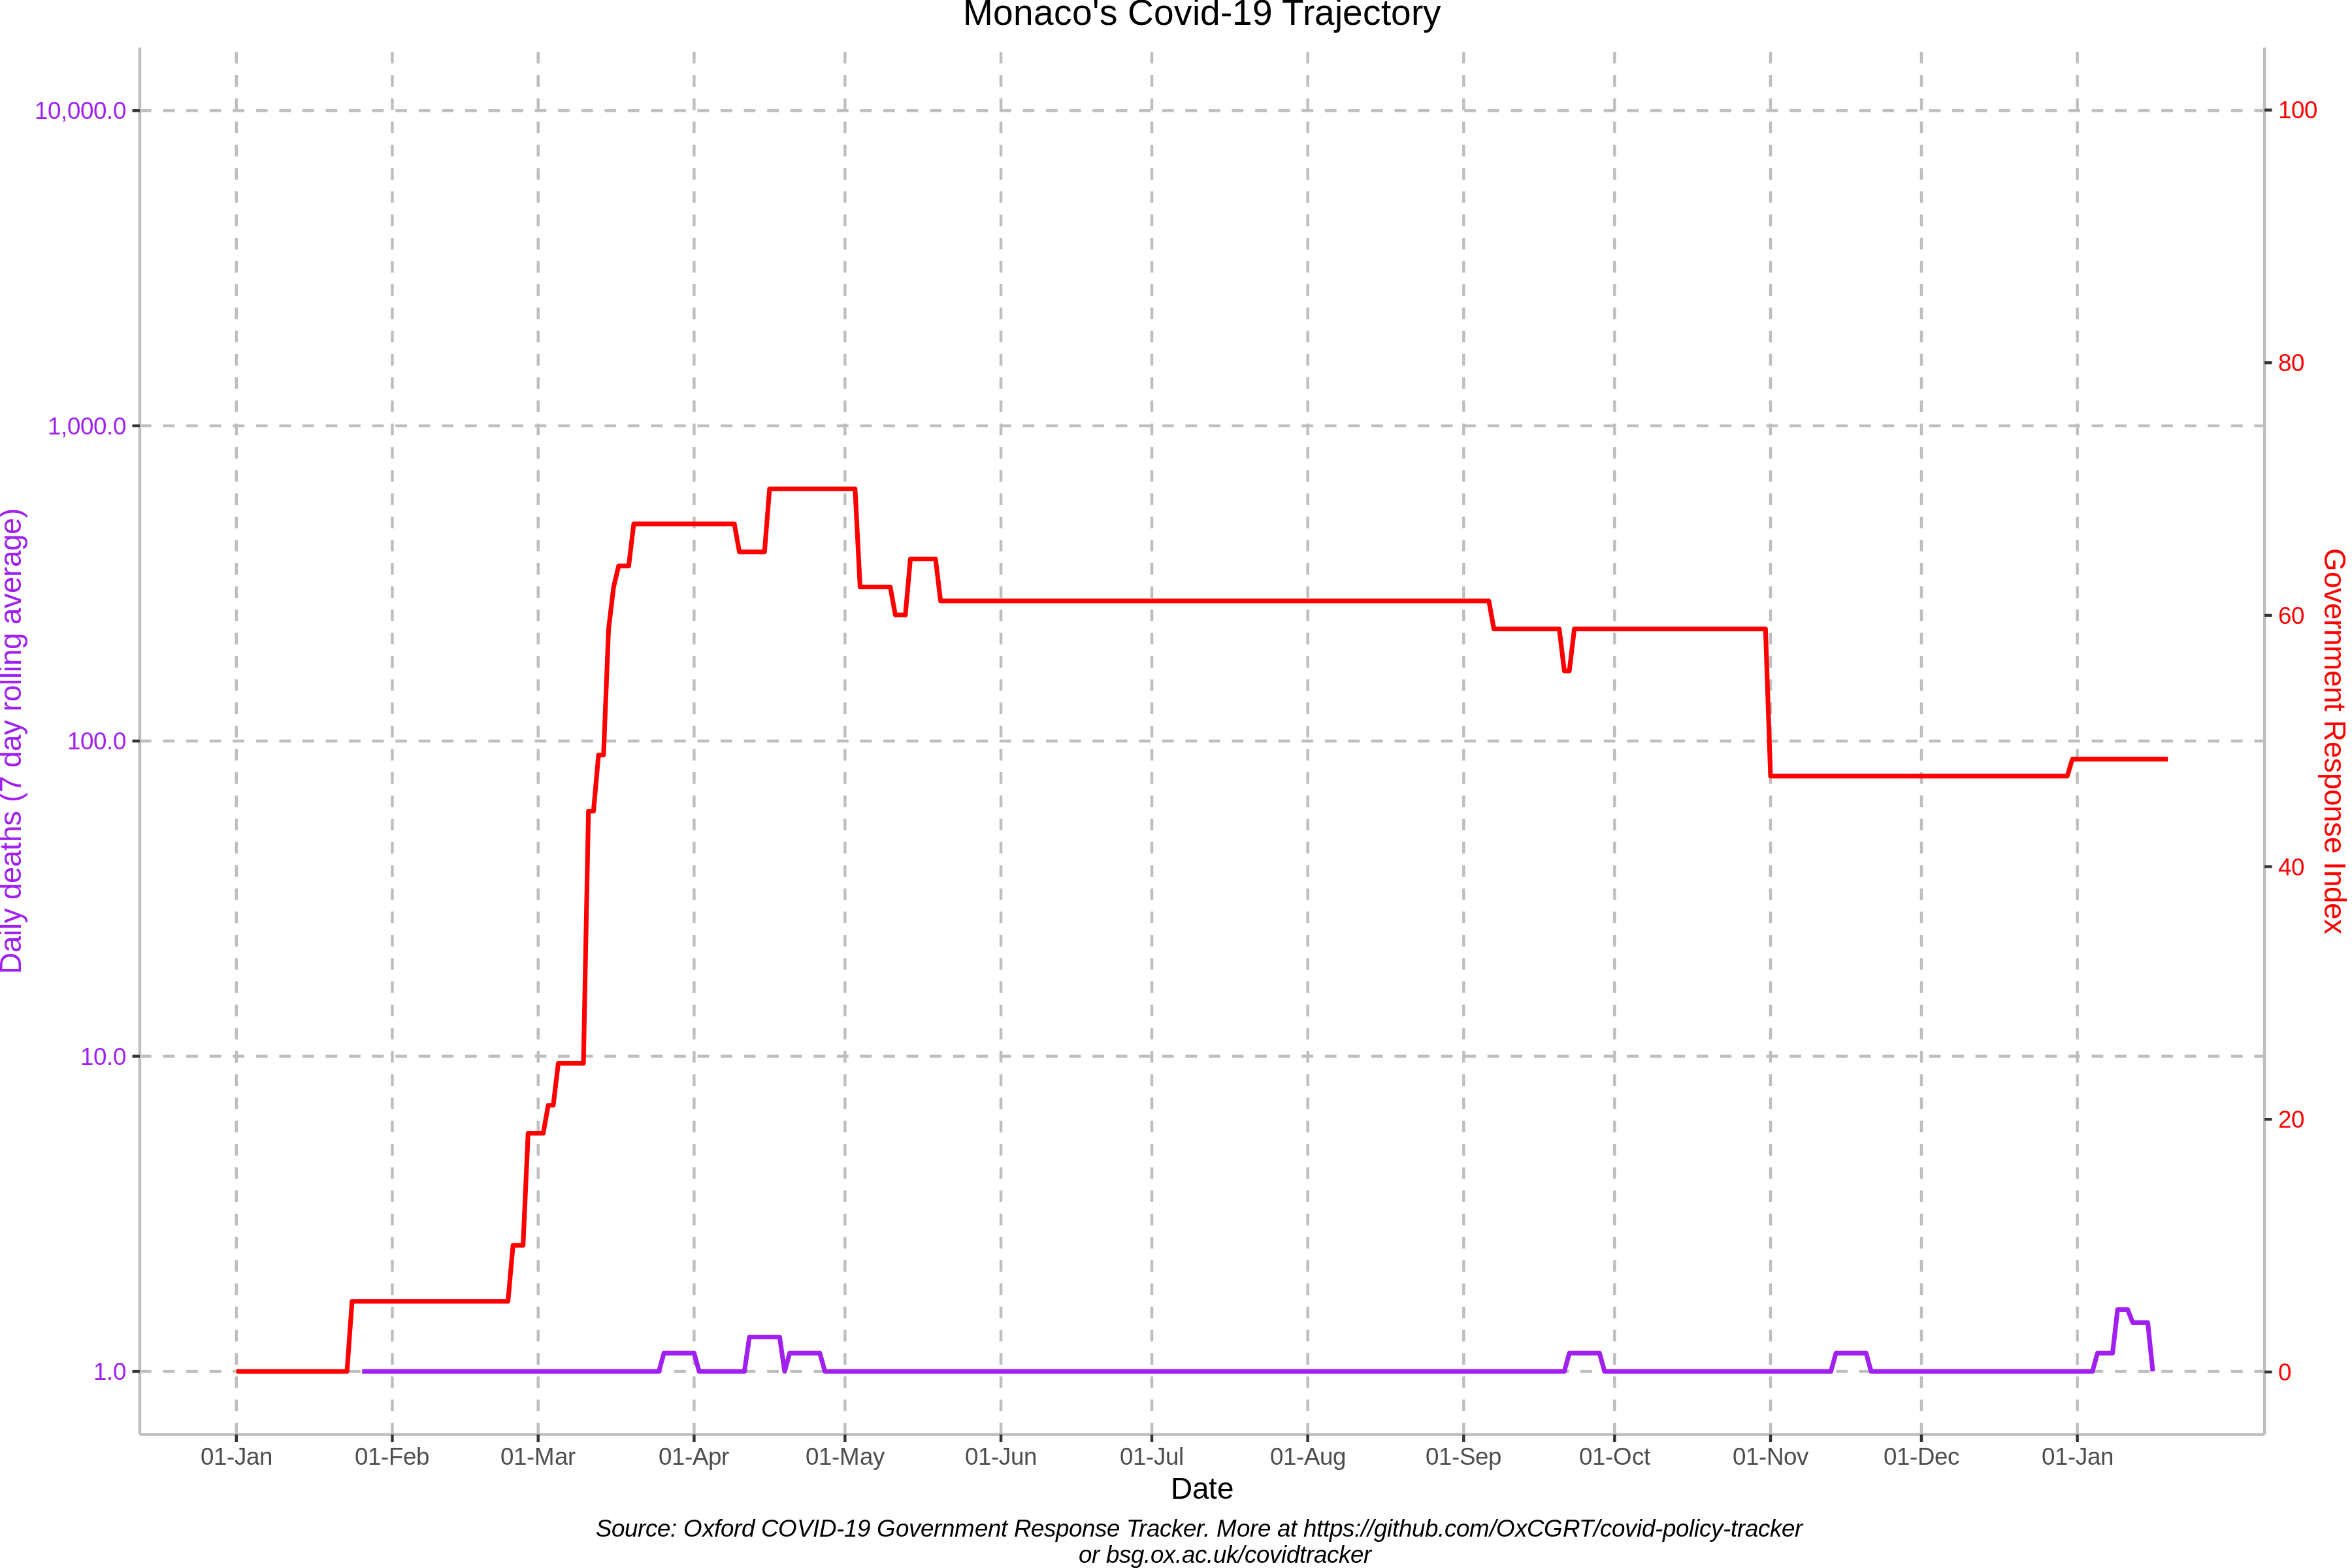 Monaco's Covid-19 Trajectory
10,000.0
1,000.0
100.0
10.0
1.0
Daily deaths (7 day rolling average)
100
80
60
40
20
0
Government Response Index
01-Jan
01-Feb
01-Mar
01-Apr
01-May
01-Jun
01-Jul
01-Aug
01-Sep
01-Oct
01-Nov
01-Dec
01-Jan
Date
Source: Oxford COVID-19 Government Response Tracker. More at https://github.com/OxCGRT/covid-policy-tracker
or bsg.ox.ac.uk/covidtracker